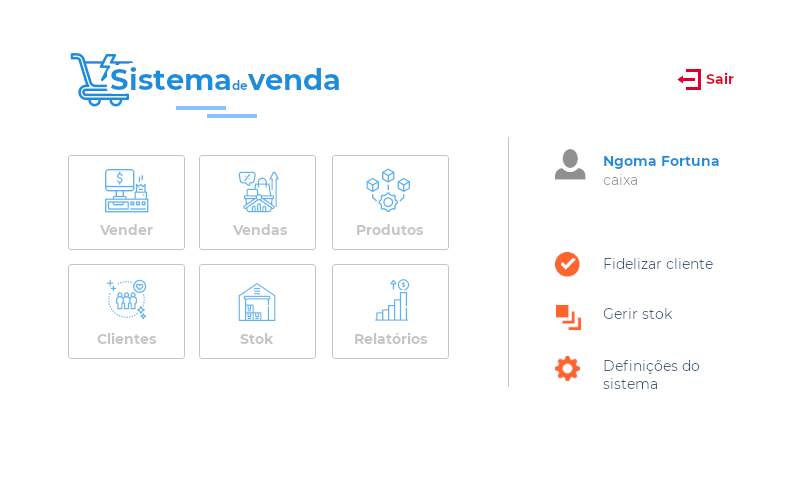 Sistema de venda
Sair
Vender
Vendas
Produtos
Clientes
Stok
Relatórios
Ngoma Fortuna
caixa
Fidelizar cliente
Gerir stok
Definições do
sistema